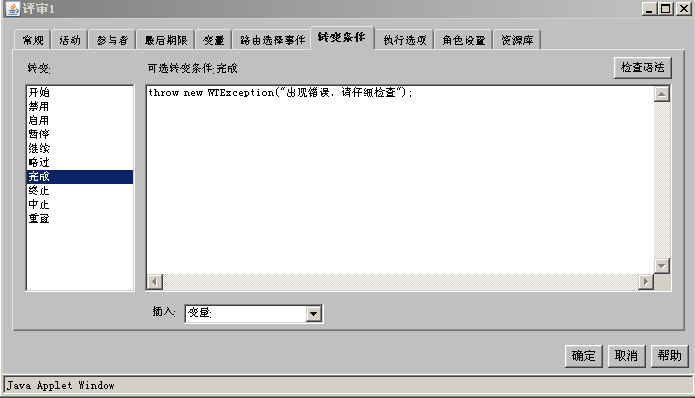 评审1
常规 活动 参与者 最后期限 变量 路由选择事件 转变条件 执行选项 角色设置 资源库
转变: 可选转变条件:完成 检查语法
开始
禁用
启用
暂停
继续
略过
完成
终止
中止
重置
throw new WTException("出现错误，请仔细检查");
插入: 变量:
确定 取消 帮助
Java Applet Window